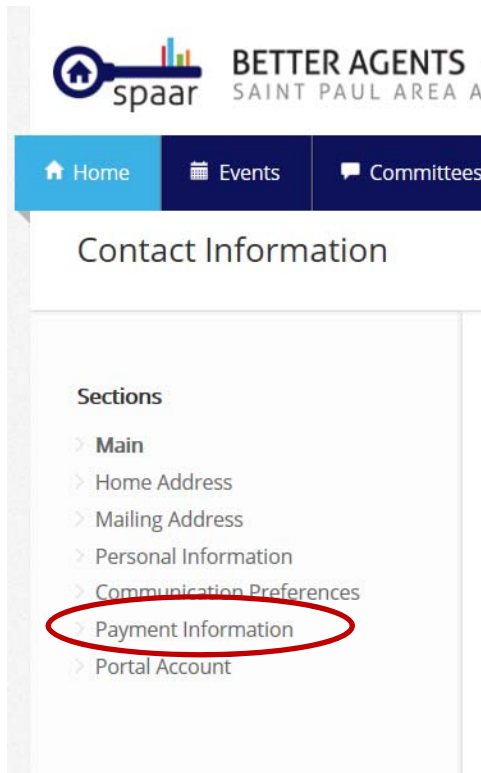 spaar
BETTER AGENTS
SAINT PAUL AREA A
Home Events Committees
Contact Information
Sections
Main
Home Address
Mailing Address
Personal Information
Communication Preferences
Payment Information
Portal Account